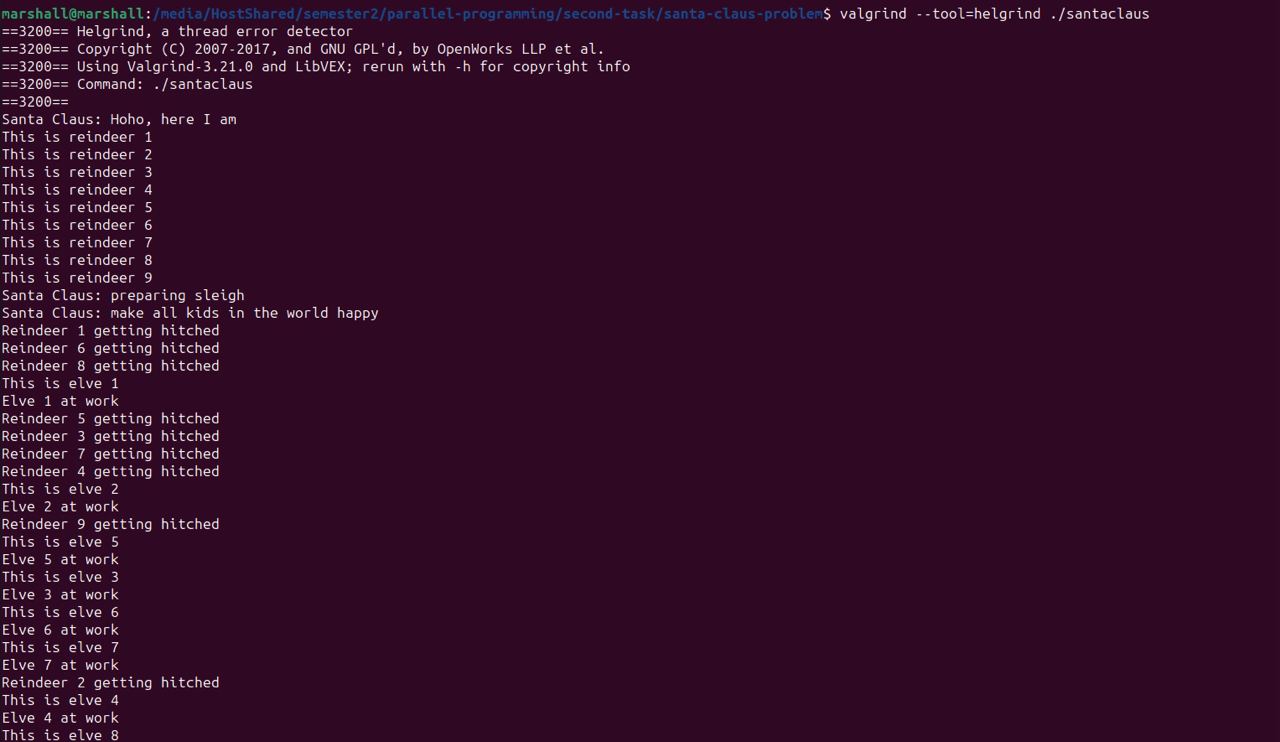 marshall@marshall:/media/HostShared/semester2/parallel-programming/second-task/santa-claus-problem$ valgrind --tool=helgrind ./santaclaus
==3200== Helgrind, a thread error detector
==3200== Copyright (C) 2007-2017, and GNU GPL'd, by OpenWorks LLP et al.
==3200== Using Valgrind-3.21.0 and LibVEX; rerun with -h for copyright info
==3200== Command: ./santaclaus
==3200==
Santa Claus: Hoho, here I am
This is reindeer 1
This is reindeer 2
This is reindeer 3
This is reindeer 4
This is reindeer 5
This is reindeer 6
This is reindeer 7
This is reindeer 8
This is reindeer 9
Santa Claus: preparing sleigh
Santa Claus: make all kids in the world happy
Reindeer 1 getting hitched
Reindeer 6 getting hitched
Reindeer 8 getting hitched
This is elve 1
Elve 1 at work
Reindeer 5 getting hitched
Reindeer 3 getting hitched
Reindeer 7 getting hitched
Reindeer 4 getting hitched
This is elve 2
Elve 2 at work
Reindeer 9 getting hitched
This is elve 5
Elve 5 at work
This is elve 3
Elve 3 at work
This is elve 6
Elve 6 at work
This is elve 7
Elve 7 at work
Reindeer 2 getting hitched
This is elve 4
Elve 4 at work
This is elve 8